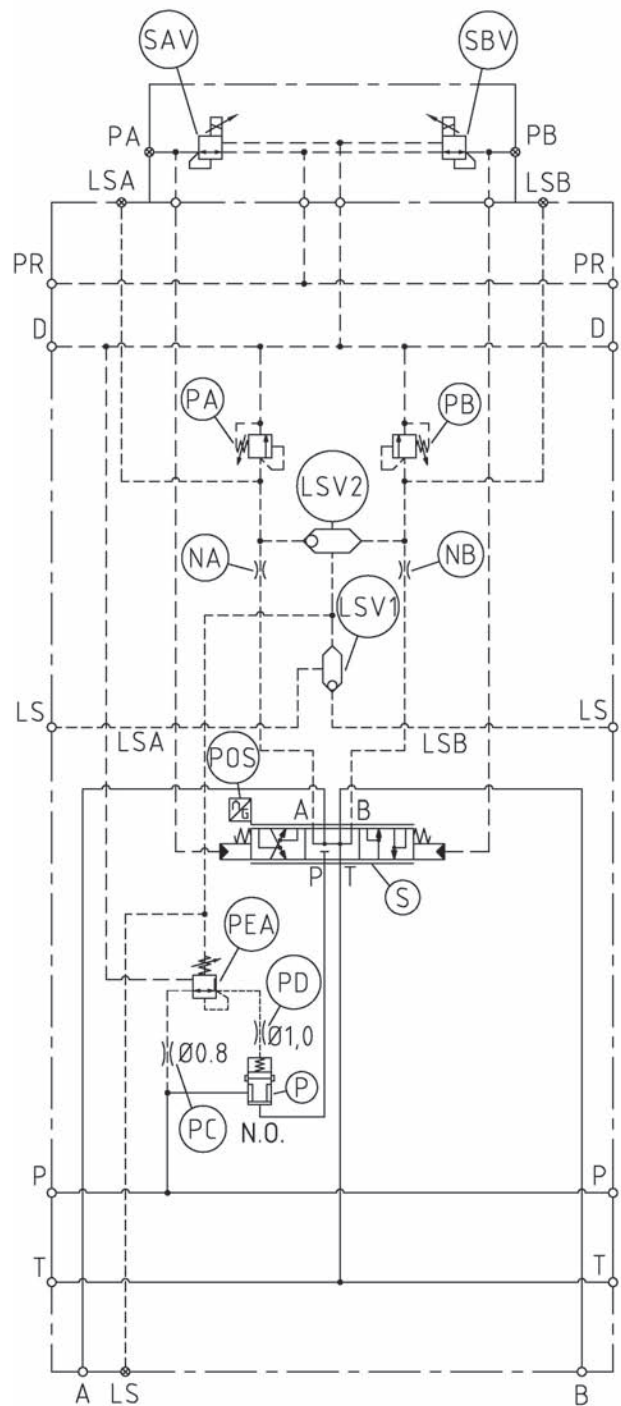 SAV SBV
PA PB
LSA LSB
PR PR
D D
PA PB
LSV2
NA NB
LSV1
LS LS
LSA LSB
POS
A B
P T
S
PEA
PD
Ø1,0
Ø0.8
P
PC N.O.
P P
T T
A LS B